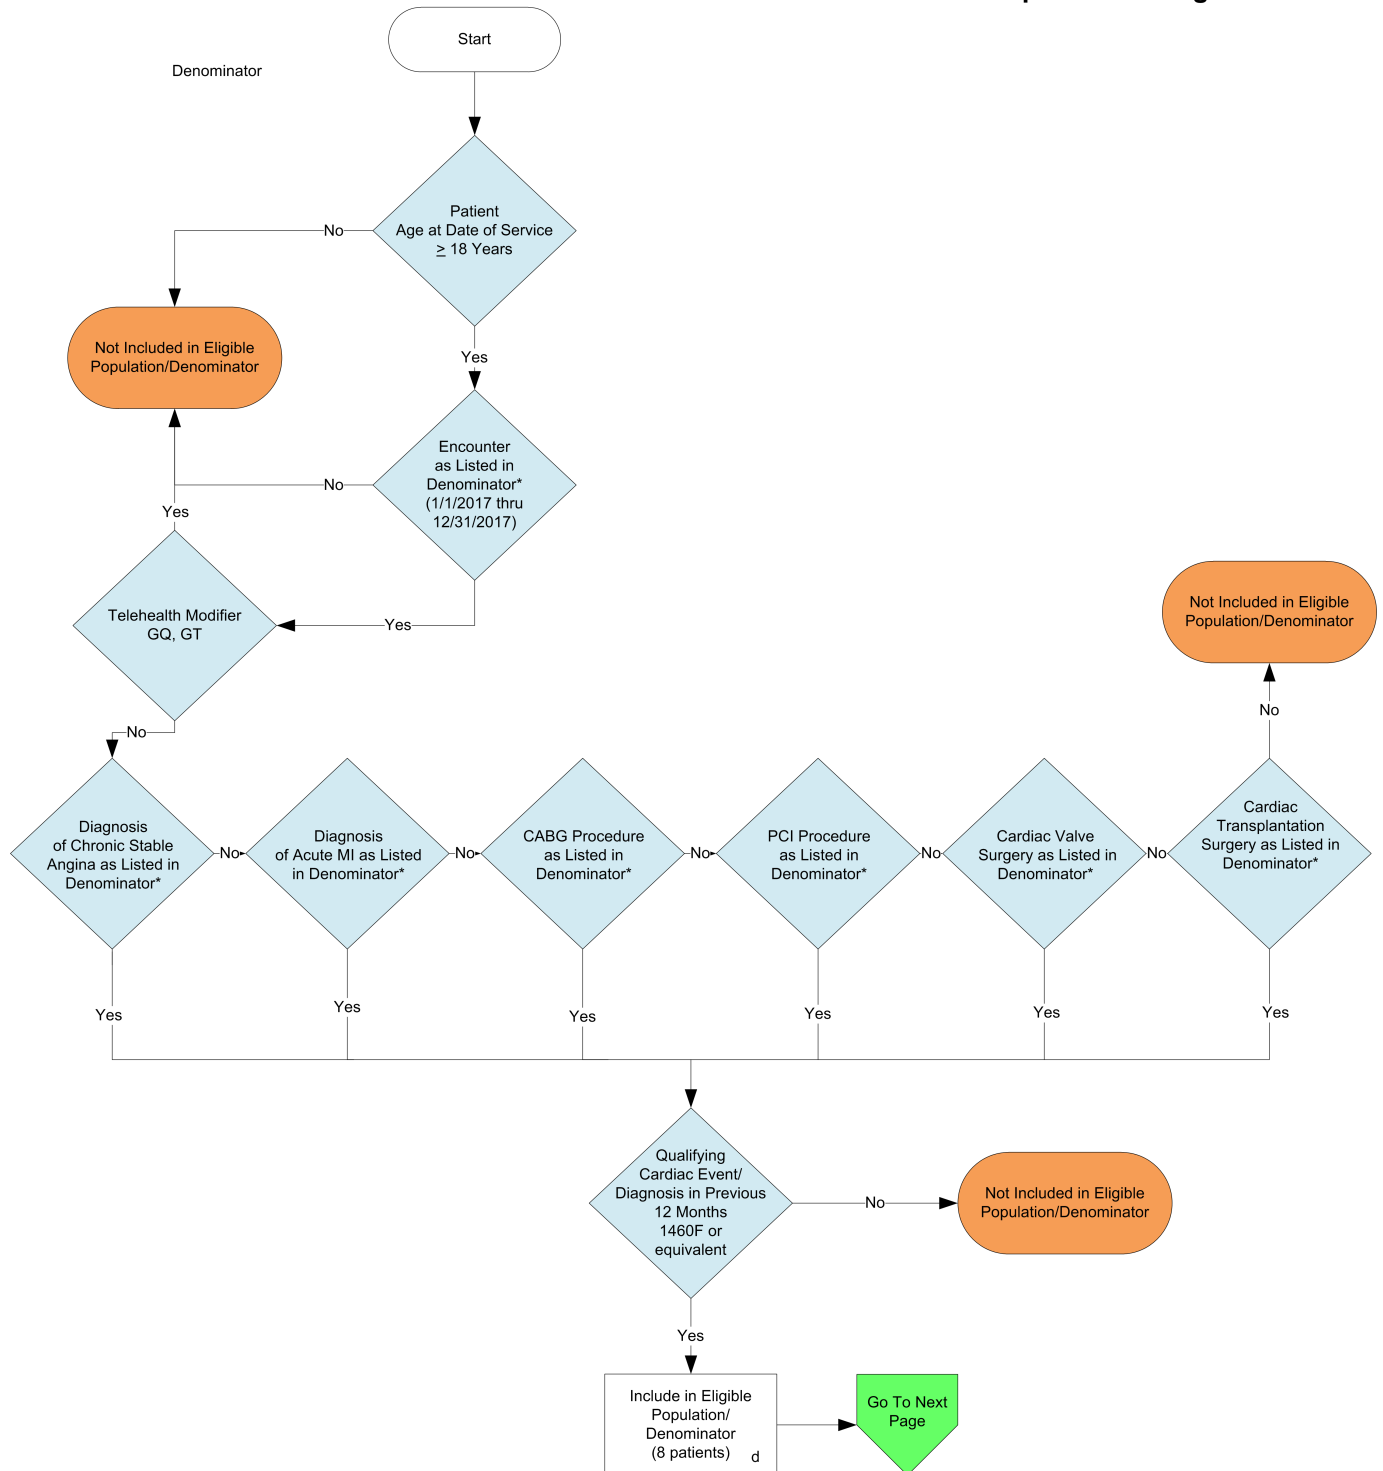 Start
Denominator
Patient
Age at Date of Service
≥ 18 Years
No
Yes
Not Included in Eligible
Population/Denominator
Encounter
as Listed in
Denominator*
(1/1/2017 thru
12/31/2017)
No
Yes
Yes
Telehealth Modifier
GQ, GT
No
Not Included in Eligible
Population/Denominator
No
Diagnosis
of Chronic Stable
Angina as Listed in
Denominator*
No
Diagnosis
of Acute MI as Listed
in Denominator*
No
CABG Procedure
as Listed in
Denominator*
No
PCI Procedure
as Listed in
Denominator*
No
Cardiac Valve
Surgery as Listed in
Denominator*
No
Cardiac
Transplantation
Surgery as Listed in
Denominator*
Yes
Yes
Yes
Yes
Yes
Yes
Qualifying
Cardiac Event/
Diagnosis in Previous
12 Months
1460F or
equivalent
No
Not Included in Eligible
Population/Denominator
Yes
Include in Eligible
Population/
Denominator
(8 patients)
d
Go To Next
Page